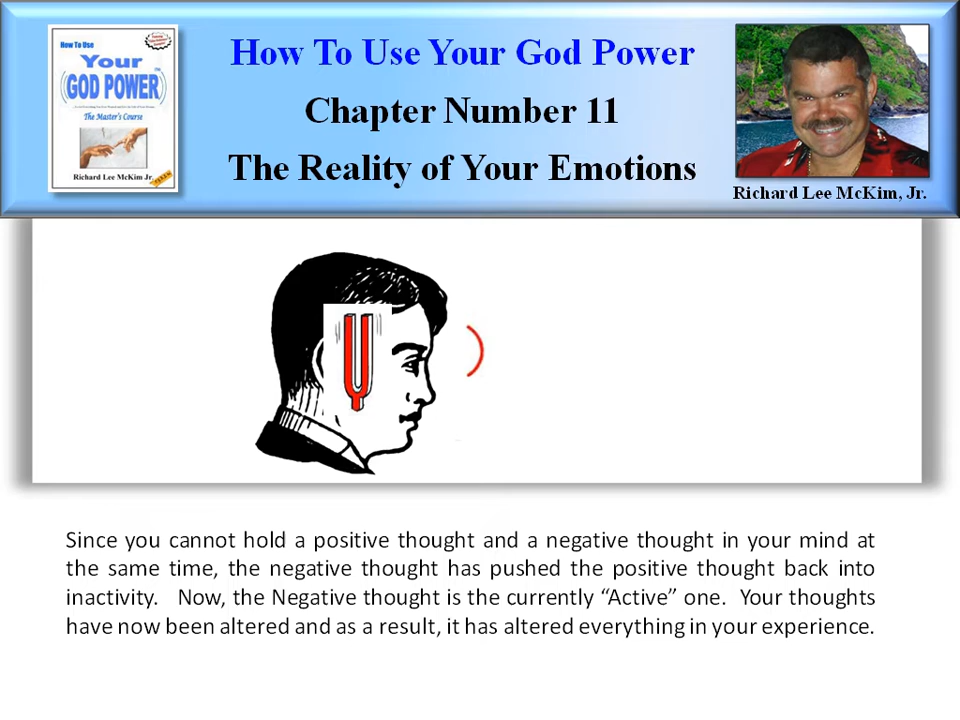 How To Use Your God Power
Chapter Number 11
The Reality of Your Emotions
How To Use
Your
GOD POWER
The Master's Course
Richard Lee McKim Jr.
Richard Lee McKim, Jr.
Since you cannot hold a positive thought and a negative thought in your mind at
the same time, the negative thought has pushed the positive thought back into
inactivity. Now, the Negative thought is the currently “Active” one. Your thoughts
have now been altered and as a result, it has altered everything in your experience.